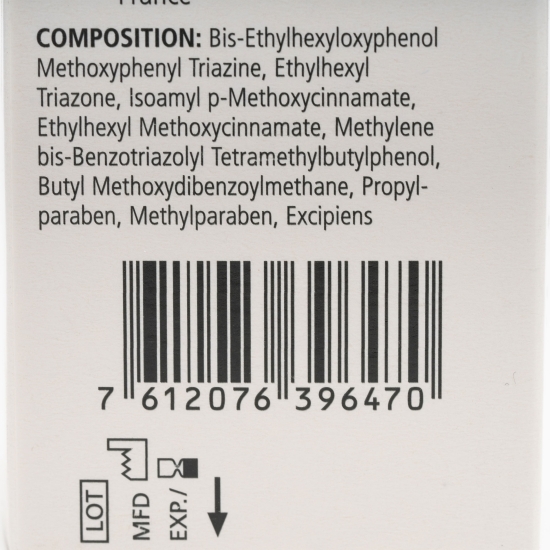 France
COMPOSITION: Bis-Ethylhexyloxyphenol
Methoxyphenyl Triazine, Ethylhexyl
Triazone, Isoamyl p-Methoxycinnamate,
Ethylhexyl Methoxycinnamate, Methylene
bis-Benzotriazolyl Tetramethylbutylphenol,
Butyl Methoxydibenzoylmethane, Propyl-
paraben, Methylparaben, Excipiens
7 612076 396470
LOT
MFD
EXP./